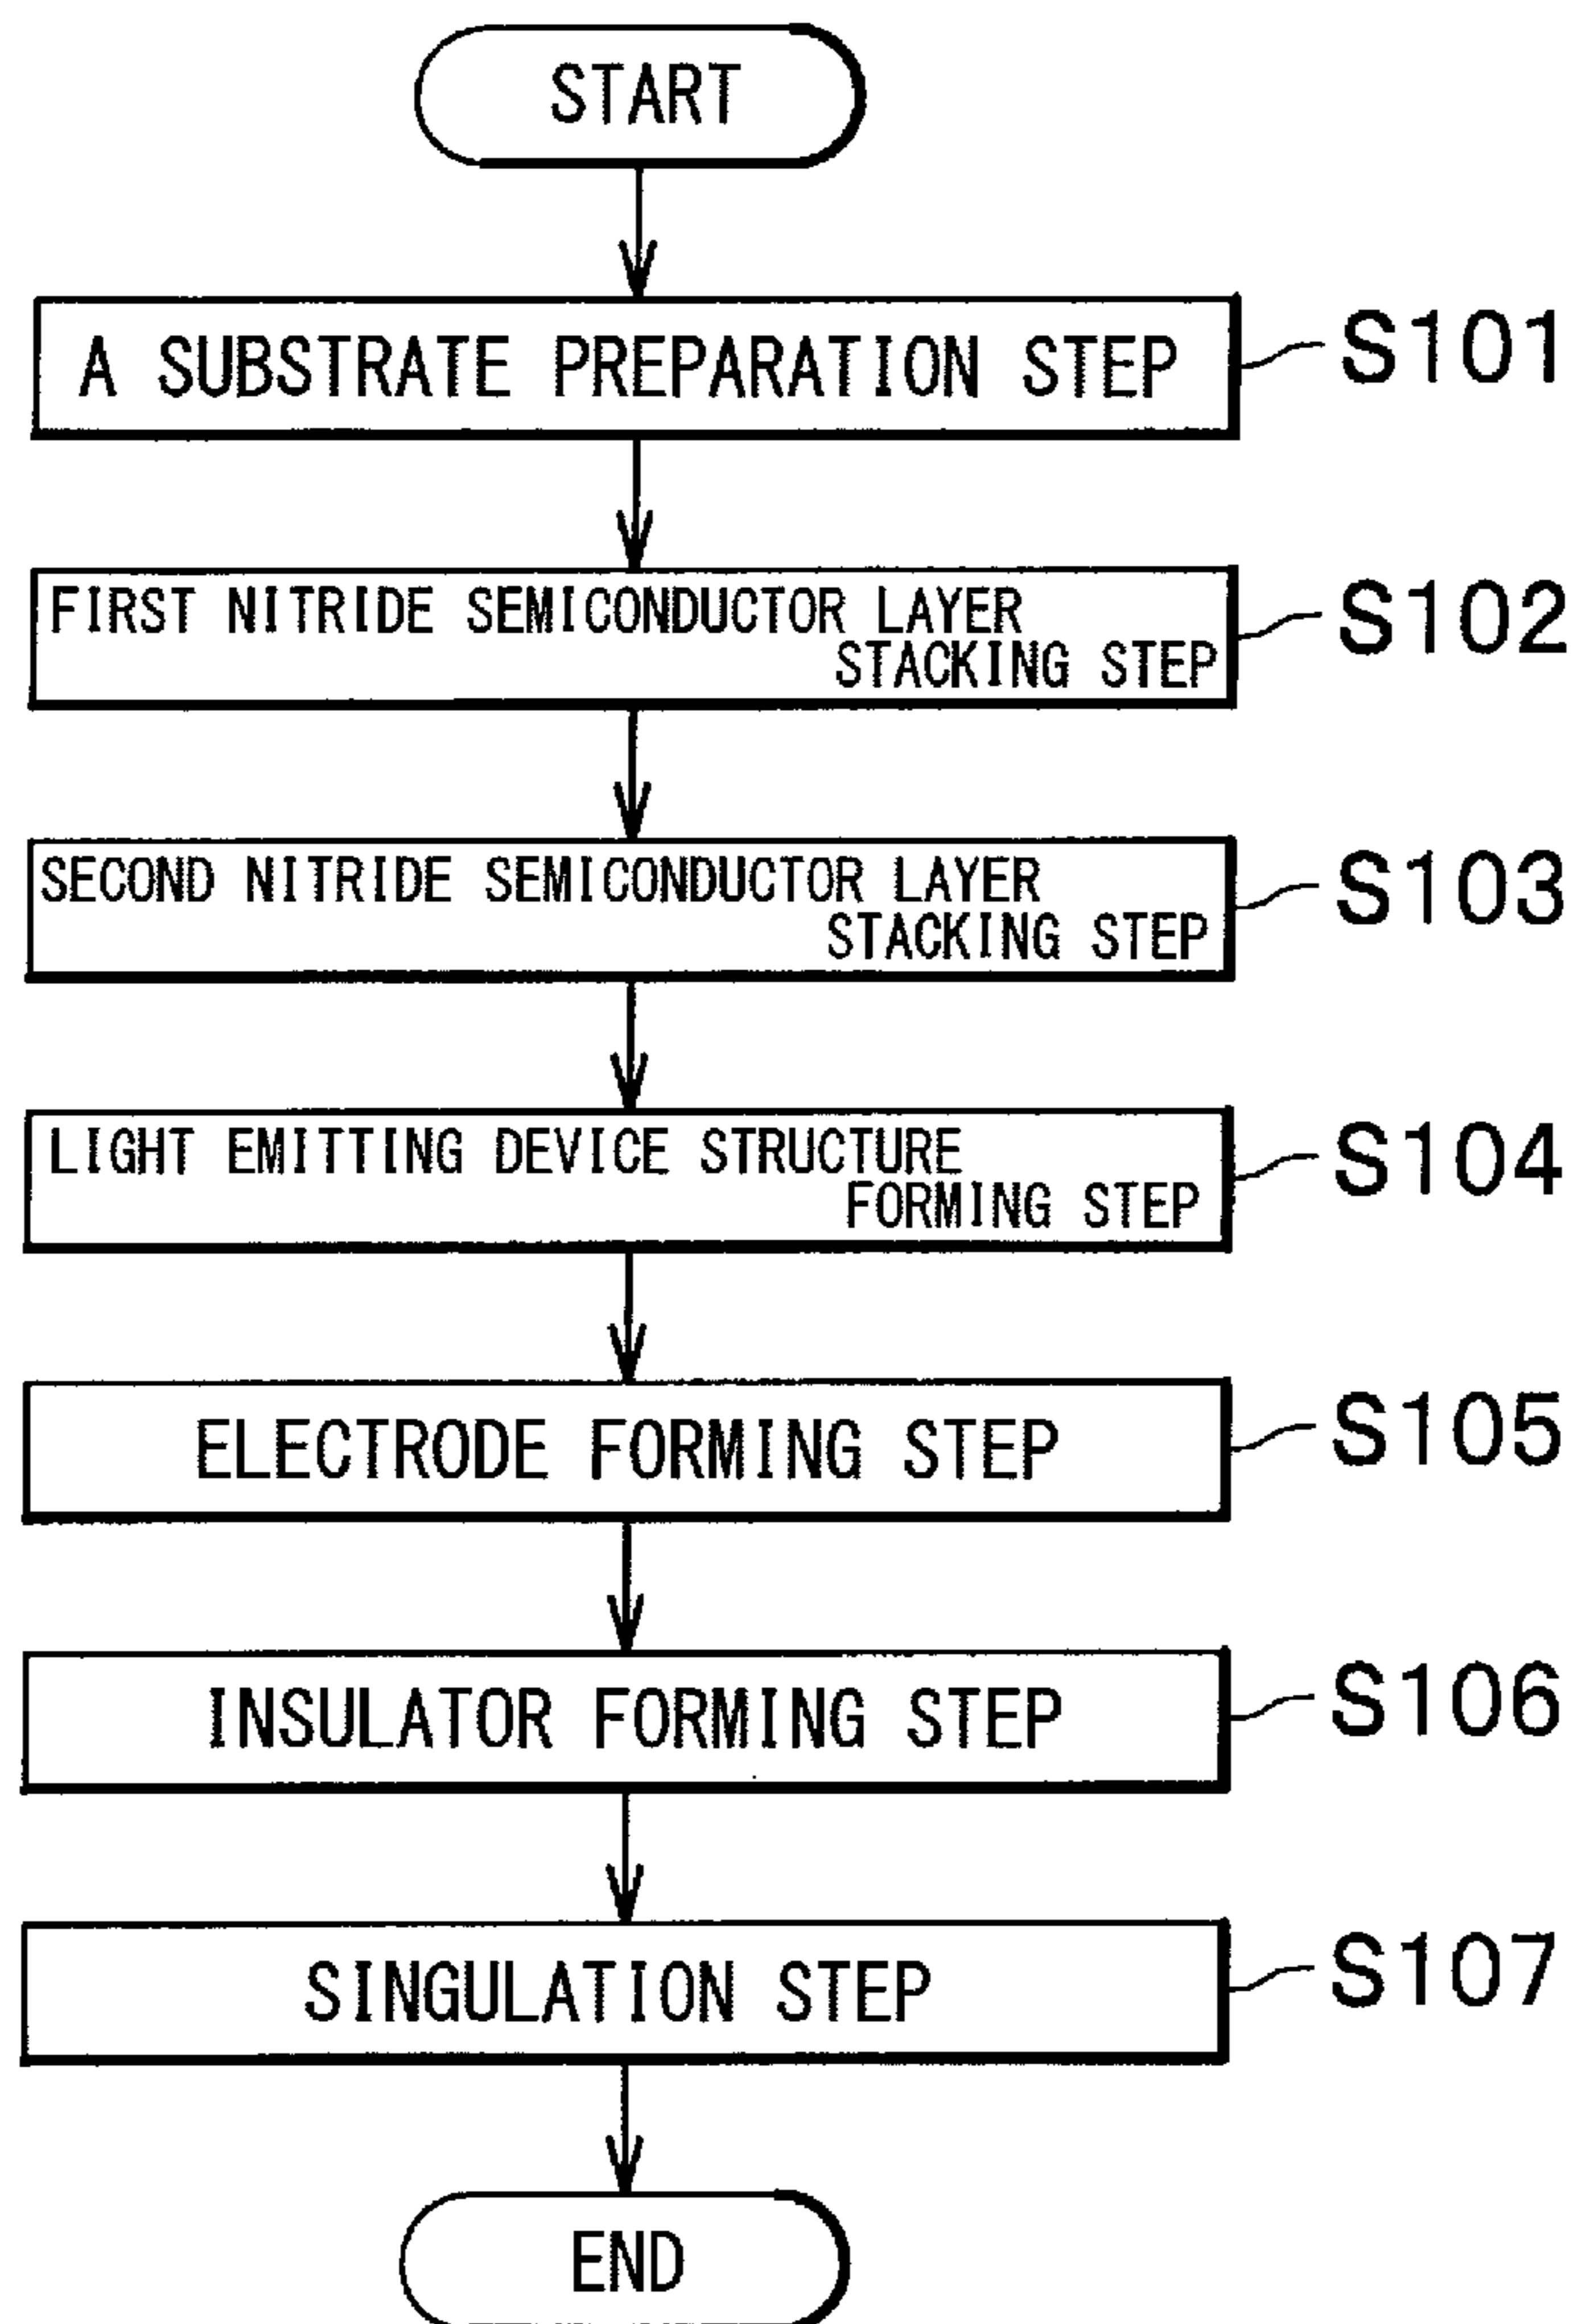 START
A SUBSTRATE PREPARATION STEP
S101
FIRST NITRIDE SEMICONDUCTOR LAYER
STACKING STEP
S102
SECOND NITRIDE SEMICONDUCTOR LAYER
STACKING STEP
S103
LIGHT EMITTING DEVICE STRUCTURE
FORMING STEP
S104
ELECTRODE FORMING STEP
S105
INSULATOR FORMING STEP
S106
SINGULATION STEP
S107
END